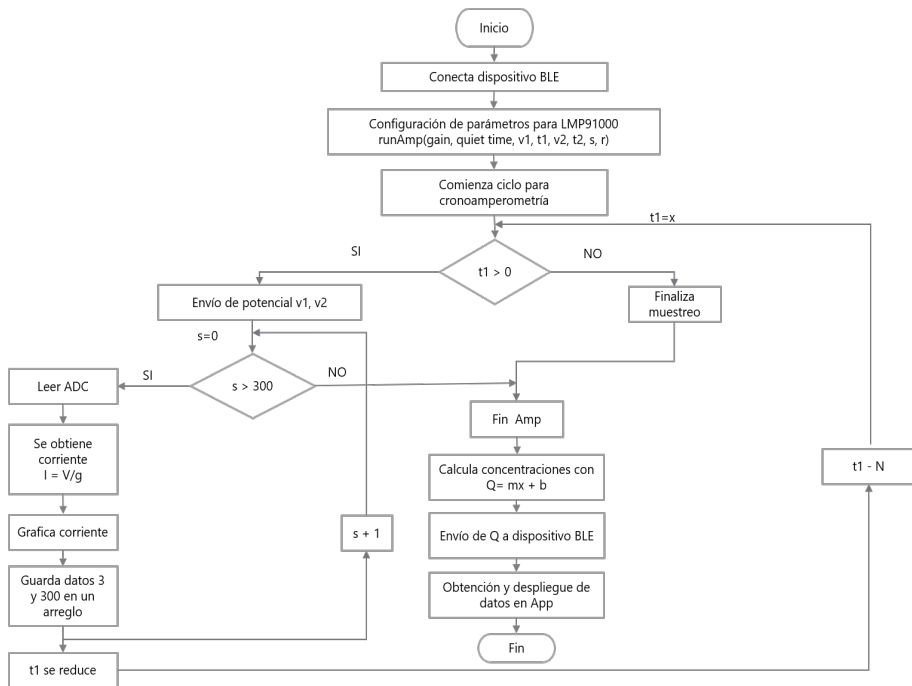 Inicio
Conecta dispositivo BLE
Configuración de parámetros para LMP91000
runAmp(gain, quiet time, v1, t1, v2, t2, s, r)
Comienza ciclo para
cronoamperometría
t1=x
t1 > 0
SI
NO
Envío de potencial v1, v2
Finaliza
muestreo
s=0
s > 300
SI
NO
Leer ADC
Se obtiene
corriente
I = V/g
Grafica corriente
Guarda datos 3
y 300 en un
arreglo
t1 se reduce
s + 1
Fin Amp
Calcula concentraciones con
Q= mx + b
Envío de Q a dispositivo BLE
Obtención y despliegue de
datos en App
Fin
t1 - N